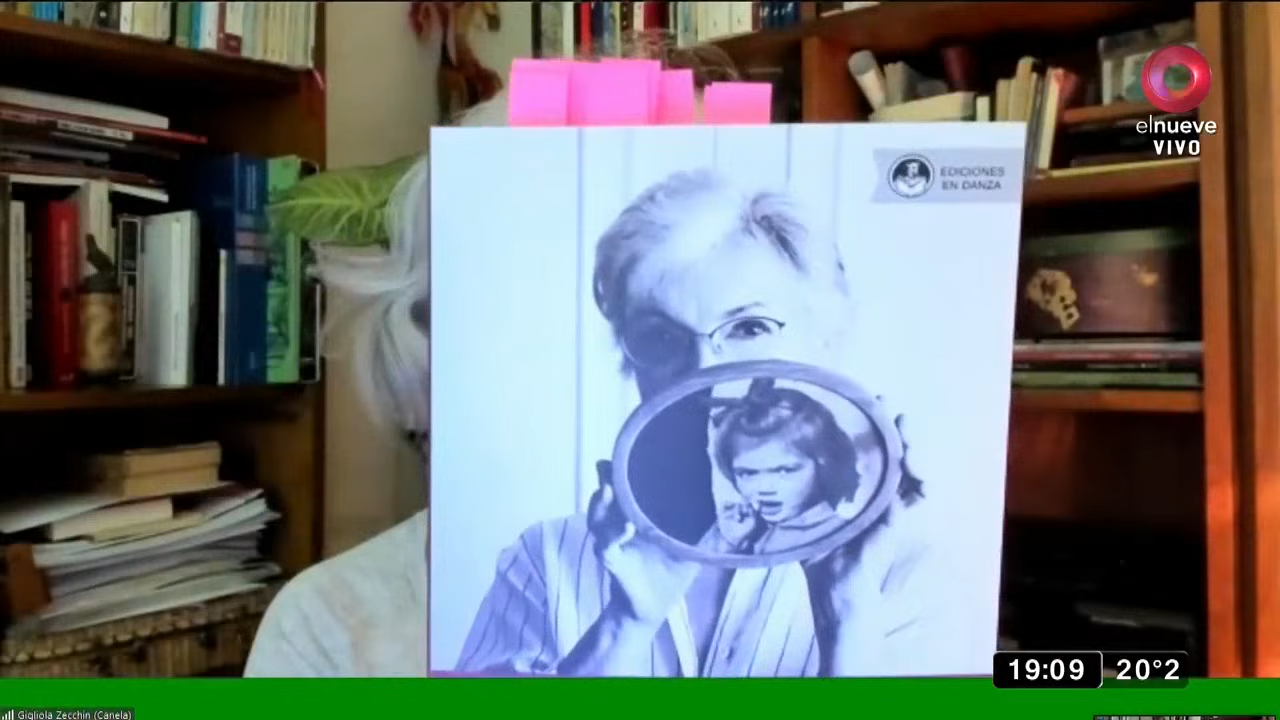 elnueve
VIVO
EDICIONES
EN DANZA
19:09 20°2
Gigliola Zecchin (Canela)